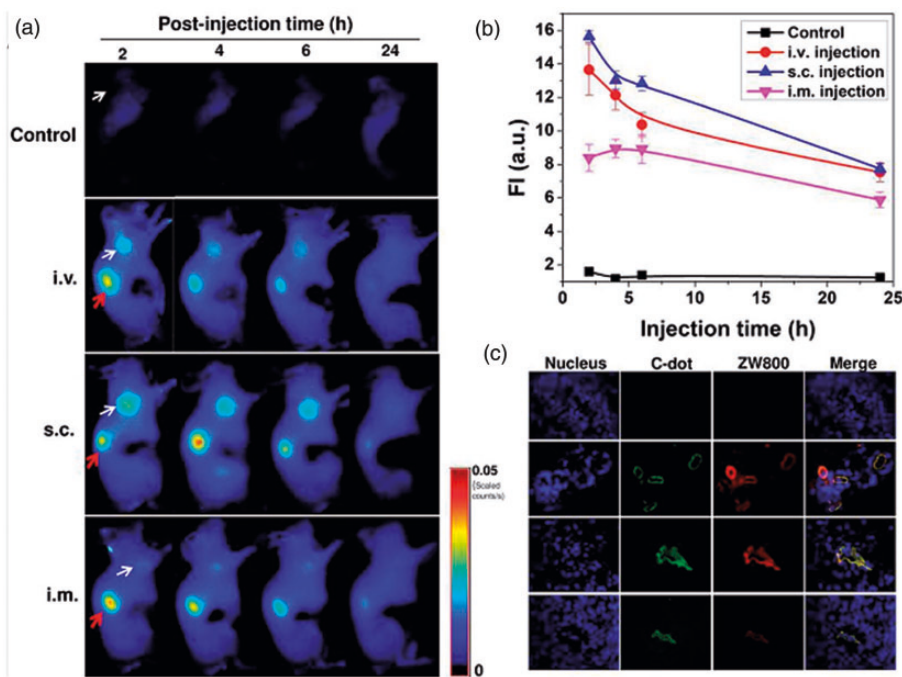 (a)
Post-injection time (h)
2 4 6 24
Control
i.v.
s.c.
i.m.
0.05
(Scaled
counts/s)
0
(b)
16
14
12
10
8
6
4
2
FI (a.u.)
Control
i.v. injection
s.c. injection
i.m. injection
0 5 10 15 20 25
Injection time (h)
(c)
Nucleus C-dot ZW800 Merge